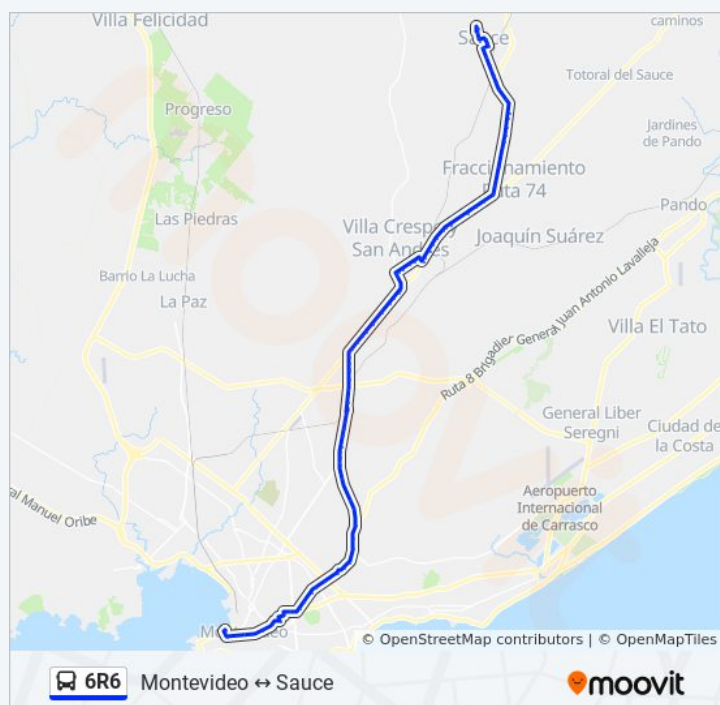 Villa Felicidad
caminos
Sauce
Totoral del Sauce
Progreso
Jardines
de Pando
Fraccionamiento
Ruta 74
Las Piedras
Pando
Villa Crespo y
San Andrés
Joaquín Suárez
Barrio La Lucha
La Paz
Villa El Tato
Ruta 8 Brigadier General Juan Antonio Lavalleja
General Liber
Seregni
Ciudad de
la Costa
Aeropuerto
Internacional
de Carrasco
al Manuel Oribe
Montevideo
© OpenStreetMap contributors | © OpenMapTiles
6R6 Montevideo ↔ Sauce
moovit